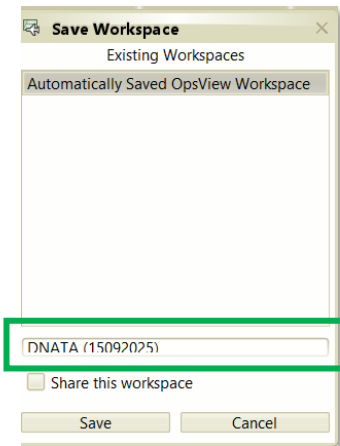 Save Workspace
Existing Workspaces
Automatically Saved OpsView Workspace
DNATA (15092025)
Share this workspace
Save Cancel